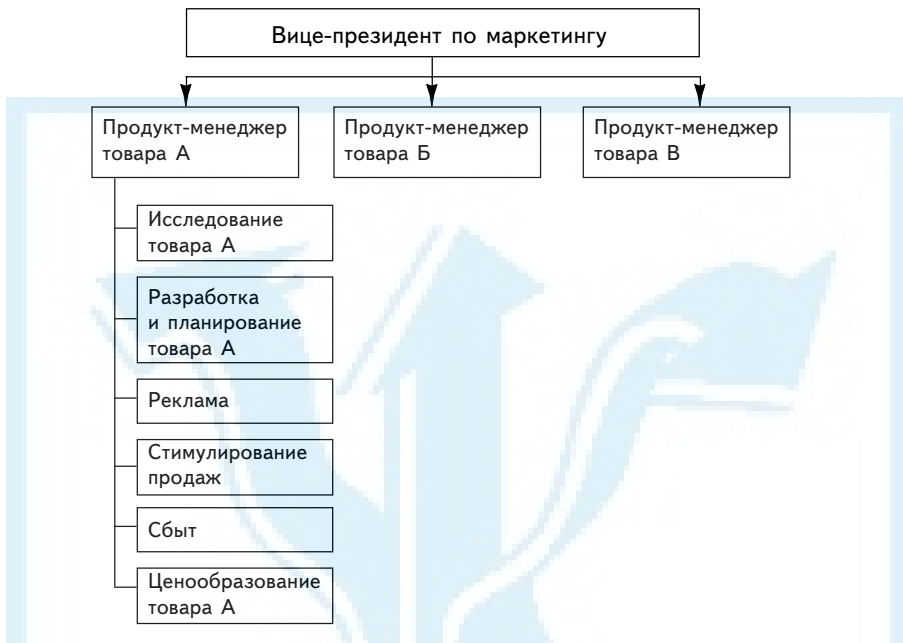 Вице-президент по маркетингу
Продукт-менеджер
товара А
Продукт-менеджер
товара Б
Продукт-менеджер
товара В
Исследование
товара А
Разработка
и планирование
товара А
Реклама
Стимулирование
продаж
Сбыт
Ценообразование
товара А